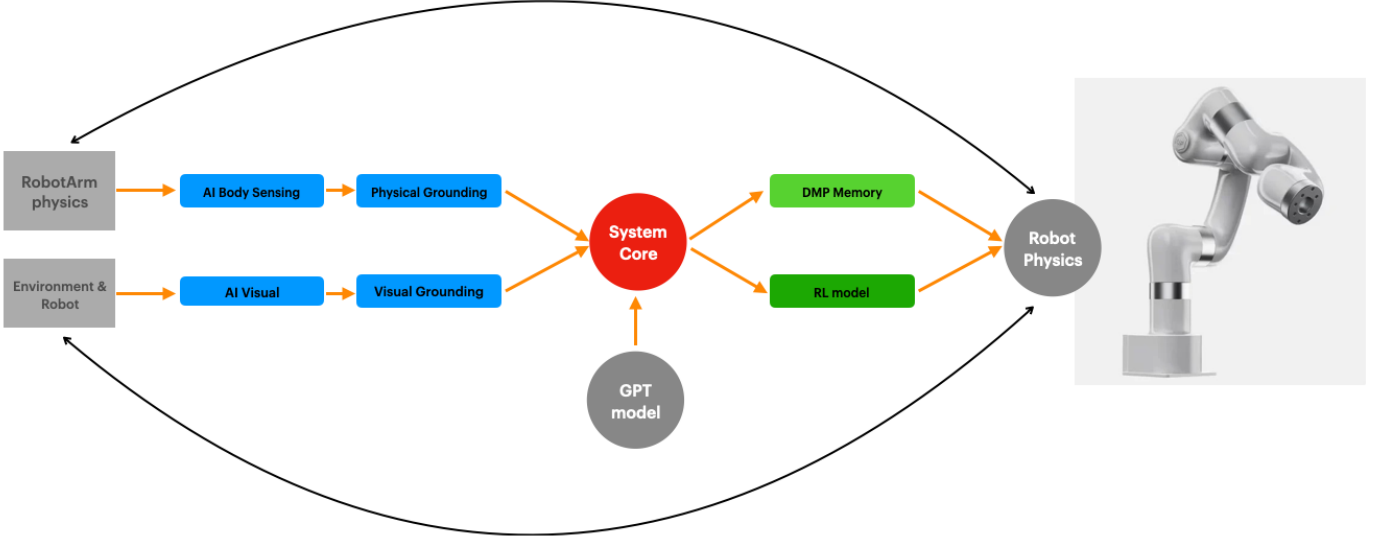 RobotArm
physics
AI Body Sensing
Physical Grounding
Environment &
Robot
AI Visual
Visual Grounding
System
Core
GPT
model
DMP Memory
RL model
Robot
Physics